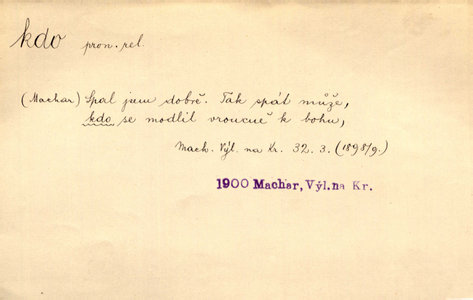 kdo pron. rel.
(Machar) Spal jsem dobře. Tak spát může,
kdo se modlil vroucně k bohu,
Mach. Výl. na Kr. 32. 3. (1898/9.)
1900 Machar, Výl. na Kr.